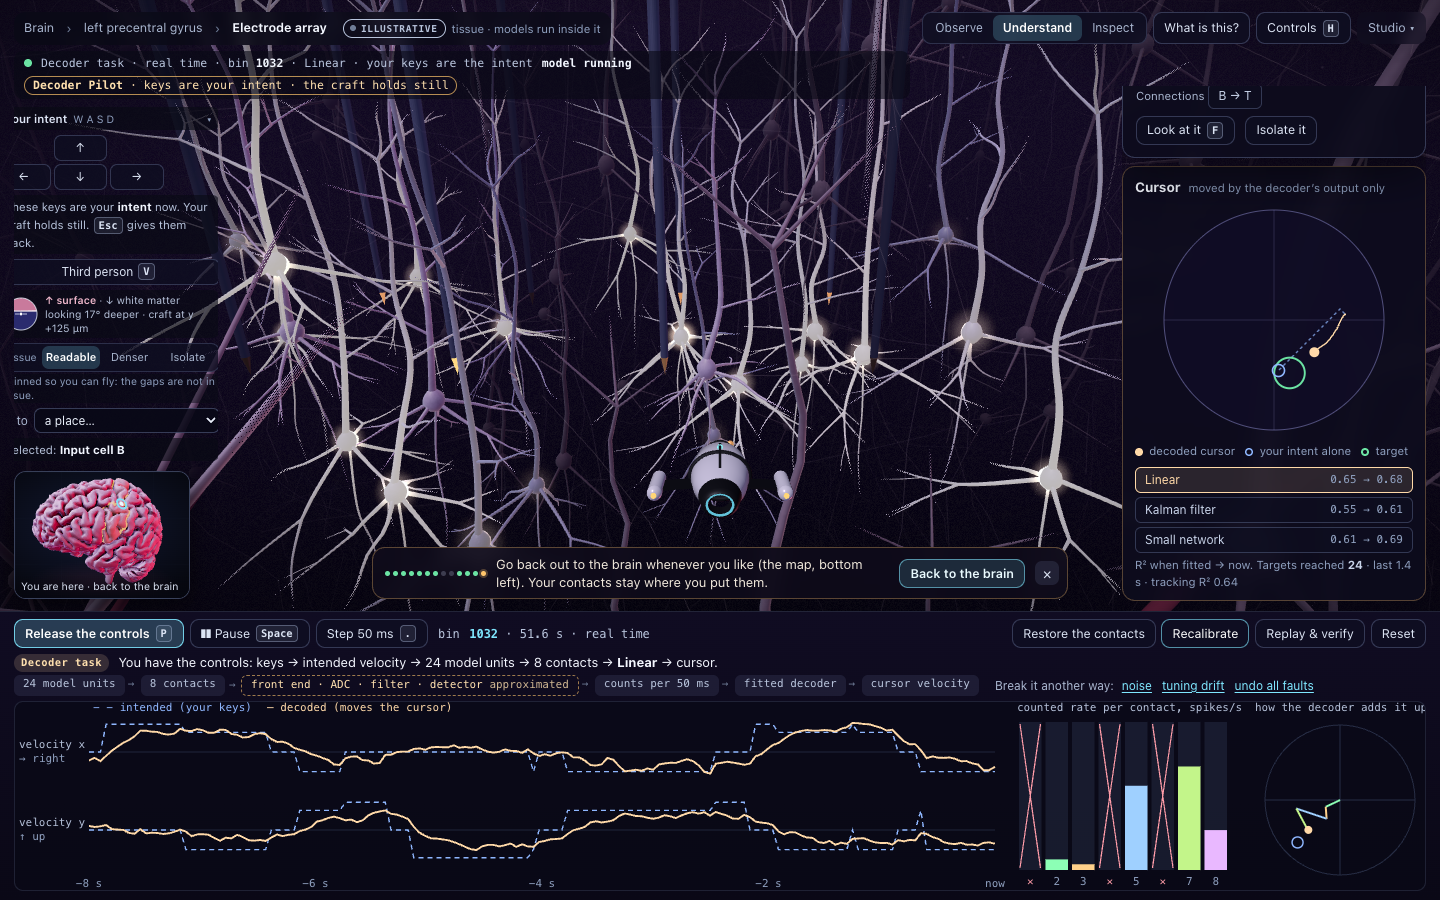 Brain › left precentral gyrus › Electrode array ILLUSTRATIVE tissue · models run inside it
Observe Understand Inspect What is this? Controls H Studio
Decoder task · real time · bin 1032 · Linear · your keys are the intent model running
Decoder Pilot · keys are your intent · the craft holds still
our intent W A S D
↑
← ↓ →
hese keys are your intent now. Your
raft holds still. Esc gives them
ack.
Third person V
↑ surface · ↓ white matter
looking 17° deeper · craft at y
+125 µm
ssue Readable Denser Isolate
inned so you can fly: the gaps are not in
sue.
to a place...
elected: Input cell B
You are here · back to the brain
Connections B → T
Look at it F Isolate it
Cursor moved by the decoder's output only
decoded cursor your intent alone target
Linear 0.65 → 0.68
Kalman filter 0.55 → 0.61
Small network 0.61 → 0.69
R² when fitted → now. Targets reached 24 · last 1.4
s · tracking R² 0.64
Go back out to the brain whenever you like (the map, bottom
left). Your contacts stay where you put them.
Back to the brain ×
Release the controls P Pause Space Step 50 ms . bin 1032 · 51.6 s · real time
Restore the contacts Recalibrate Replay & verify Reset
Decoder task You have the controls: keys → intended velocity → 24 model units → 8 contacts → Linear → cursor.
24 model units → 8 contacts → front end · ADC · filter · detector approximated → counts per 50 ms → fitted decoder → cursor velocity
Break it another way: noise tuning drift undo all faults
– – intended (your keys) — decoded (moves the cursor)
counted rate per contact, spikes/s how the decoder adds it up
velocity x
→ right
velocity y
↑ up
−8 s −6 s −4 s −2 s now
× 2 3 × 5 × 7 8